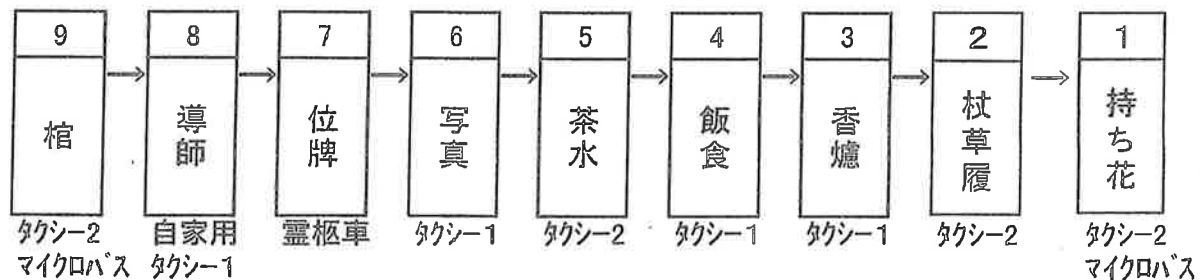 9
棺
タクシー2
マイクロバス
8
導師
自家用
タクシー1
7
位牌
霊柩車
6
写真
タクシー1
5
茶水
タクシー2
4
飯食
タクシー1
3
香爐
タクシー1
2
杖草履
タクシー2
1
持ち花
タクシー2
マイクロバス